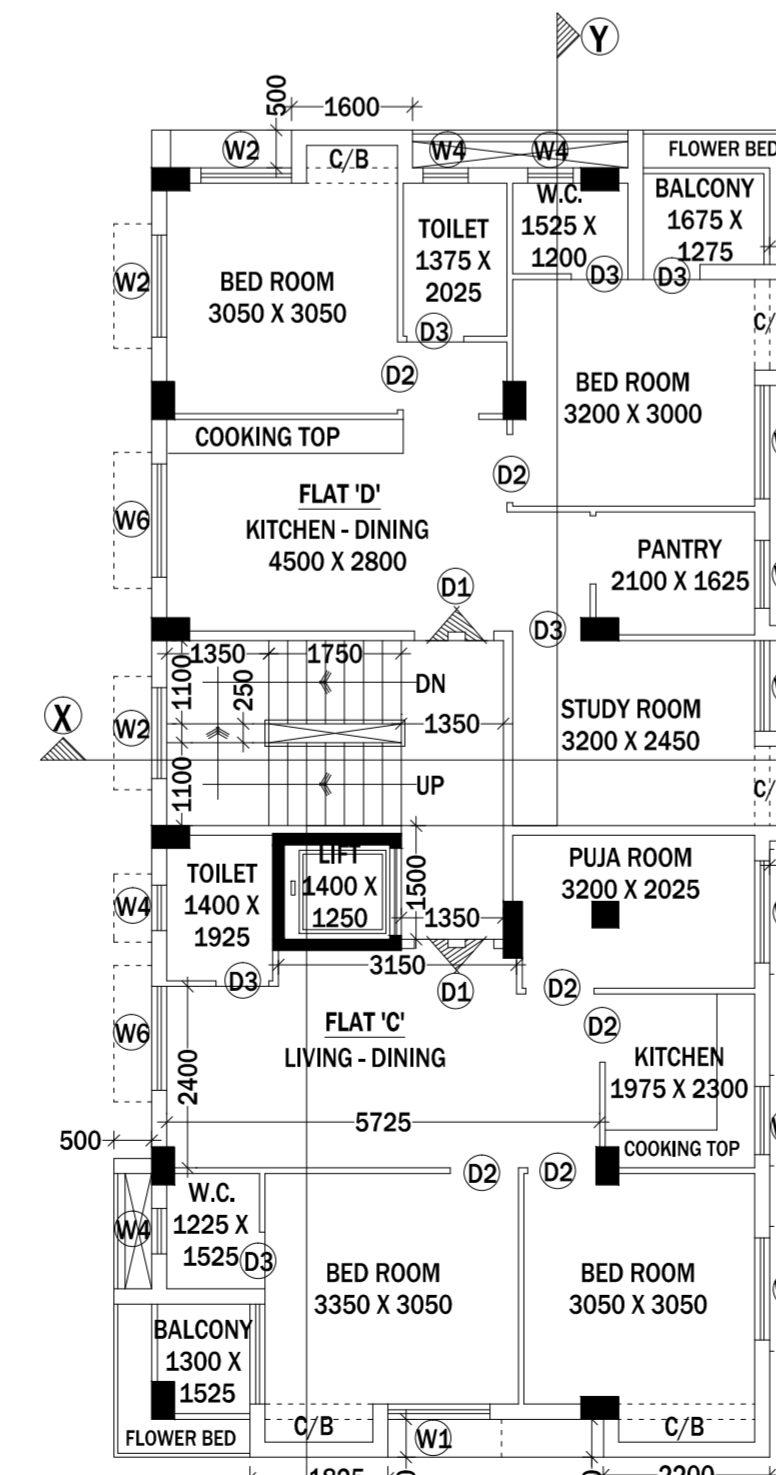 Y
500
1600
W2
C/B
W4
W4
FLOWER BED
W.C.
1525 X
1200
BALCONY
1675 X
1275
TOILET
1375 X
2025
D3
D3
W2
BED ROOM
3050 X 3050
D3
C/
D2
BED ROOM
3200 X 3000
COOKING TOP
D2
W6
FLAT 'D'
KITCHEN - DINING
4500 X 2800
PANTRY
2100 X 1625
D1
D3
1350
1750
1100
250
DN
1350
X
W2
STUDY ROOM
3200 X 2450
1100
UP
C/
TOILET
1400 X
1925
LIFT
1400 X
1250
1500
1350
PUJA ROOM
3200 X 2025
W4
3150
D3
D1
D2
W6
FLAT 'C'
LIVING - DINING
D2
KITCHEN
1975 X 2300
2400
5725
500
COOKING TOP
D2
D2
W.C.
1225 X
1525
W4
D3
BED ROOM
3350 X 3050
BED ROOM
3050 X 3050
BALCONY
1300 X
1525
FLOWER BED
C/B
W1
C/B
1825
2200